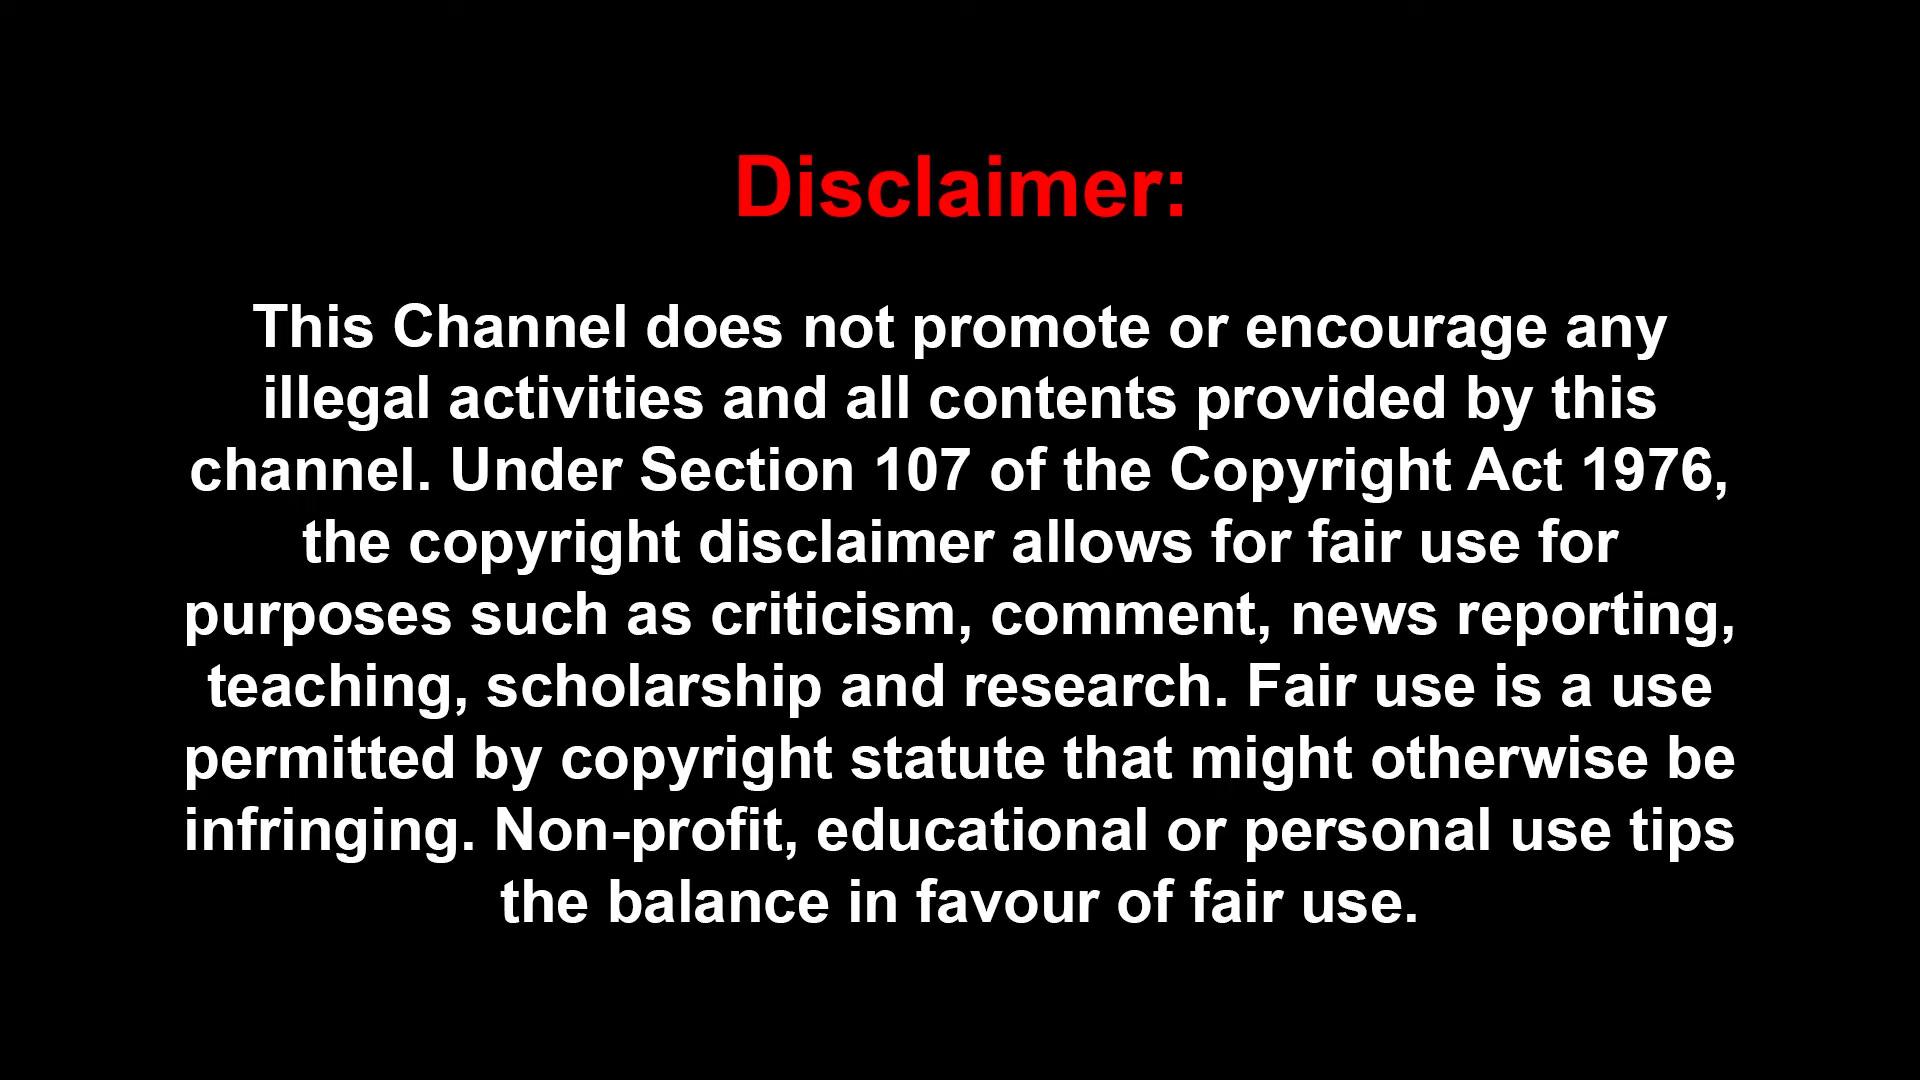 Disclaimer:
This Channel does not promote or encourage any
illegal activities and all contents provided by this
channel. Under Section 107 of the Copyright Act 1976,
the copyright disclaimer allows for fair use for
purposes such as criticism, comment, news reporting,
teaching, scholarship and research. Fair use is a use
permitted by copyright statute that might otherwise be
infringing. Non-profit, educational or personal use tips
the balance in favour of fair use.